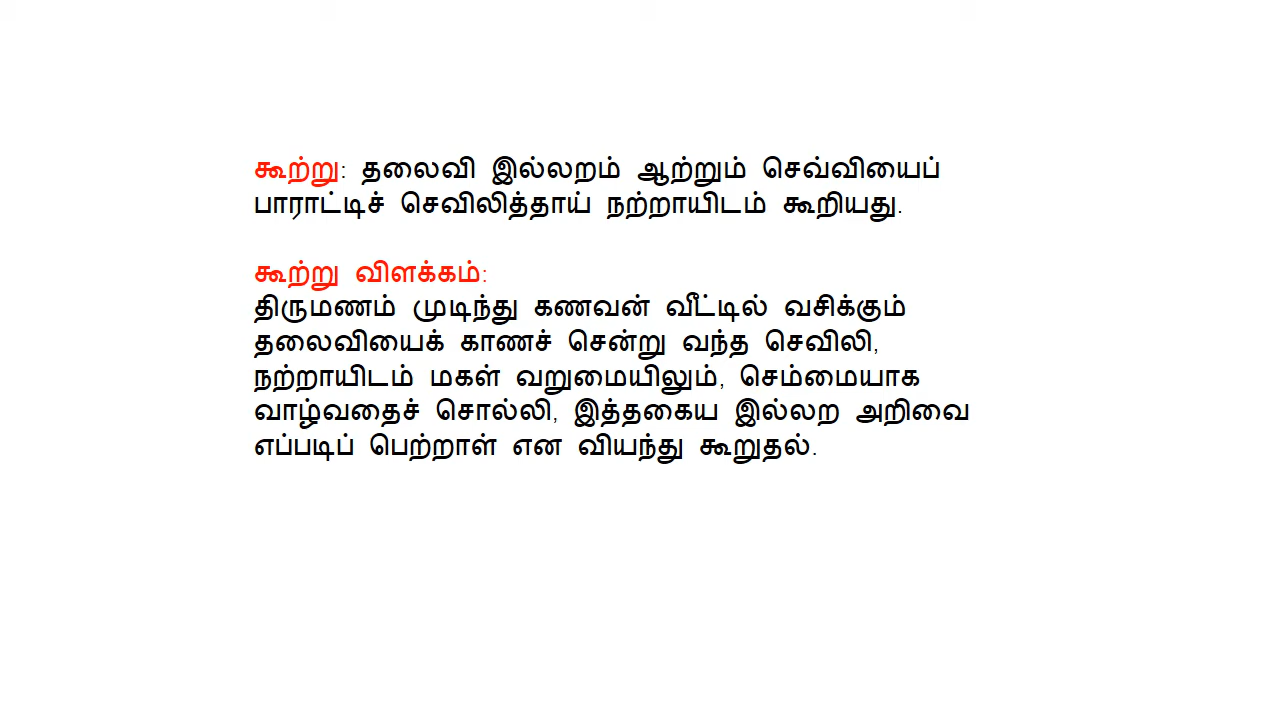 கூற்று: தலைவி இல்லறம் ஆற்றும் செவ்வியைப்
பாராட்டிச் செவிலித்தாய் நற்றாயிடம் கூறியது.
கூற்று விளக்கம்:
திருமணம் முடிந்து கணவன் வீட்டில் வசிக்கும்
தலைவியைக் காணச் சென்று வந்த செவிலி,
நற்றாயிடம் மகள் வறுமையிலும், செம்மையாக
வாழ்வதைச் சொல்லி, இத்தகைய இல்லற அறிவை
எப்படிப் பெற்றாள் என வியந்து கூறுதல்.